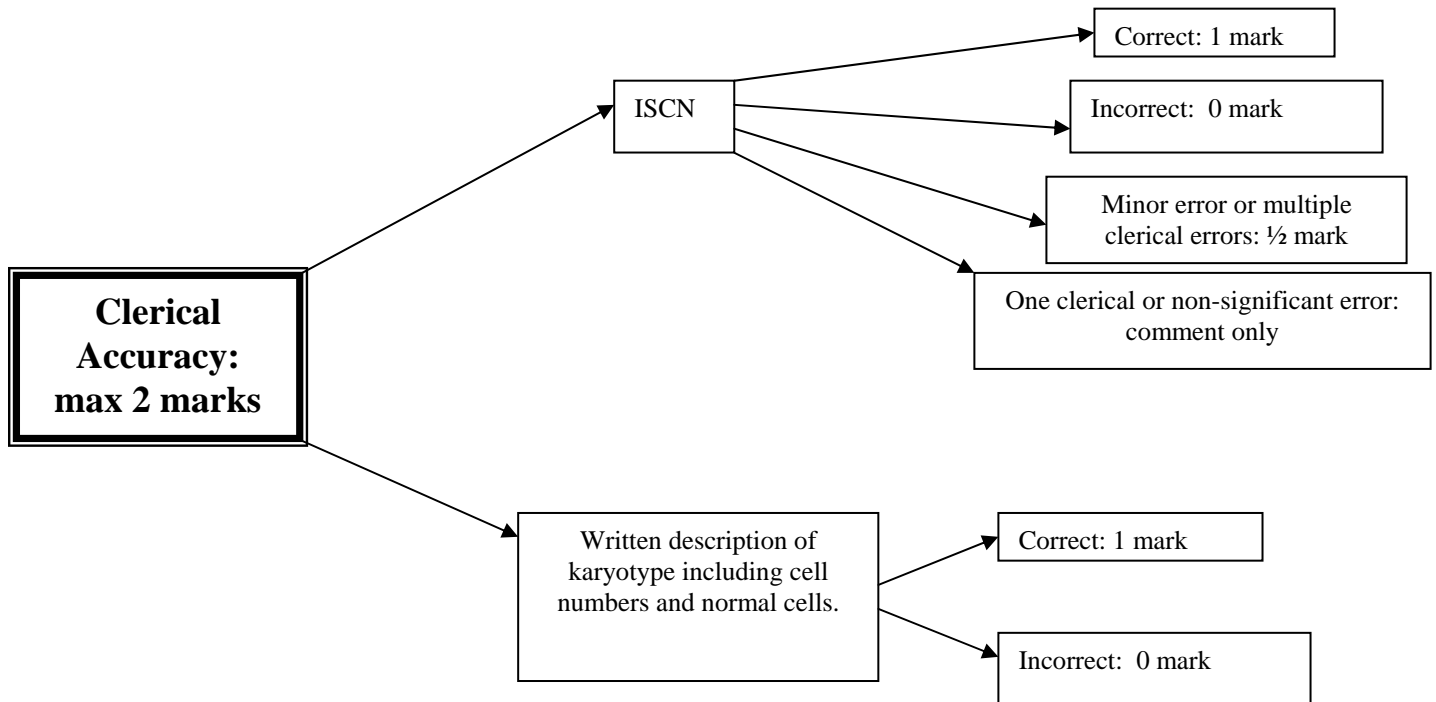 Correct: 1 mark
ISCN
Incorrect: 0 mark
Minor error or multiple
clerical errors: ½ mark
One clerical or non-significant error:
comment only
Clerical
Accuracy:
max 2 marks
Written description of
karyotype including cell
numbers and normal cells.
Correct: 1 mark
Incorrect: 0 mark